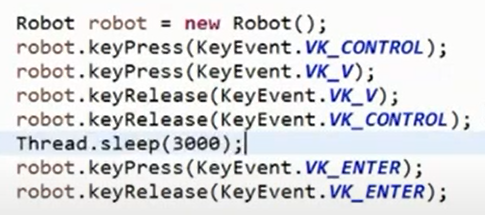 Robot robot = new Robot();
robot.keyPress(KeyEvent.VK_CONTROL);
robot.keyPress(KeyEvent.VK_V);
robot.keyRelease(KeyEvent.VK_V);
robot.keyRelease(KeyEvent.VK_CONTROL);
Thread.sleep(3000);
robot.keyPress(KeyEvent.VK_ENTER);
robot.keyRelease(KeyEvent.VK_ENTER);